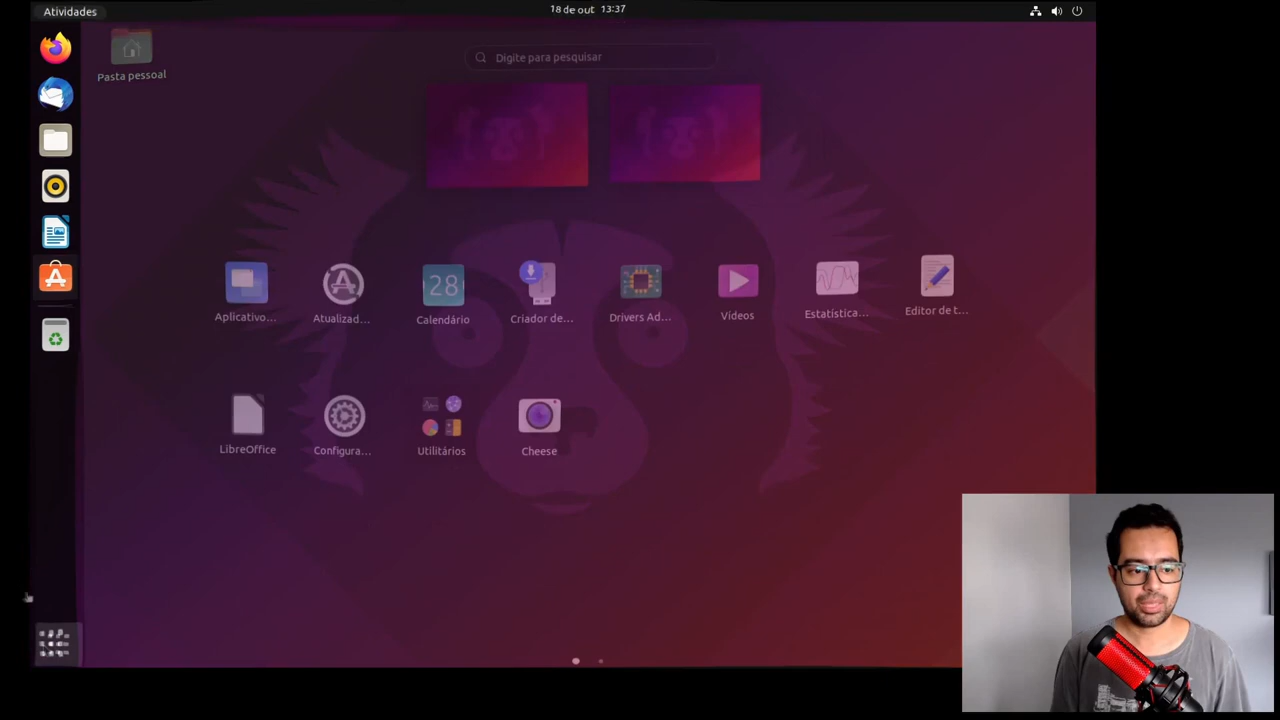 Atividades
18 de out 13:37
Pasta pessoal
Digite para pesquisar
Aplicativo...
Atualizad...
28
Calendário
Criador de...
Drivers Ad...
Vídeos
Estatística...
Editor de t...
LibreOffice
Configura...
Utilitários
Cheese